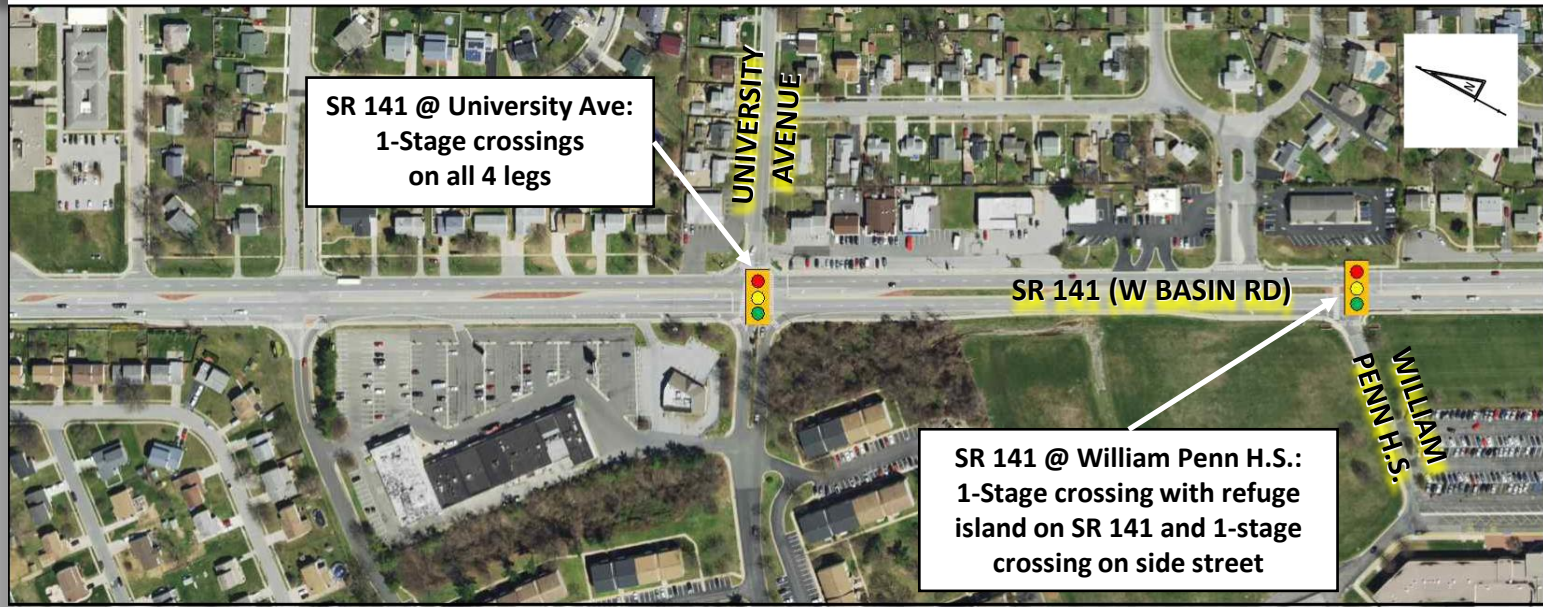 SR 141 @ University Ave:
1-Stage crossings
on all 4 legs
UNIVERSITY
AVENUE
N
SR 141 (W BASIN RD)
WILLIAM
PENN H.S.
SR 141 @ William Penn H.S.:
1-Stage crossing with refuge
island on SR 141 and 1-stage
crossing on side street